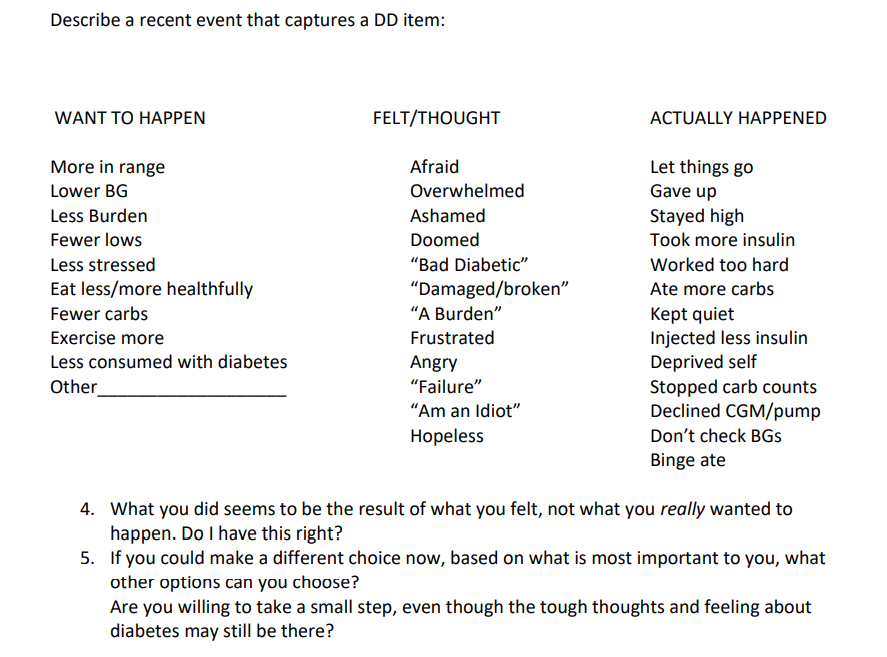 Describe a recent event that captures a DD item:
WANT TO HAPPEN FELT/THOUGHT ACTUALLY HAPPENED
More in range Afraid Let things go
Lower BG Overwhelmed Gave up
Less Burden Ashamed Stayed high
Fewer lows Doomed Took more insulin
Less stressed “Bad Diabetic” Worked too hard
Eat less/more healthfully “Damaged/broken” Ate more carbs
Fewer carbs “A Burden” Kept quiet
Exercise more Frustrated Injected less insulin
Less consumed with diabetes Angry Deprived self
Other____________________ “Failure” Stopped carb counts
“Am an Idiot” Declined CGM/pump
Hopeless Don’t check BGs
Binge ate
4. What you did seems to be the result of what you felt, not what you really wanted to
happen. Do I have this right?
5. If you could make a different choice now, based on what is most important to you, what
other options can you choose?
Are you willing to take a small step, even though the tough thoughts and feeling about
diabetes may still be there?